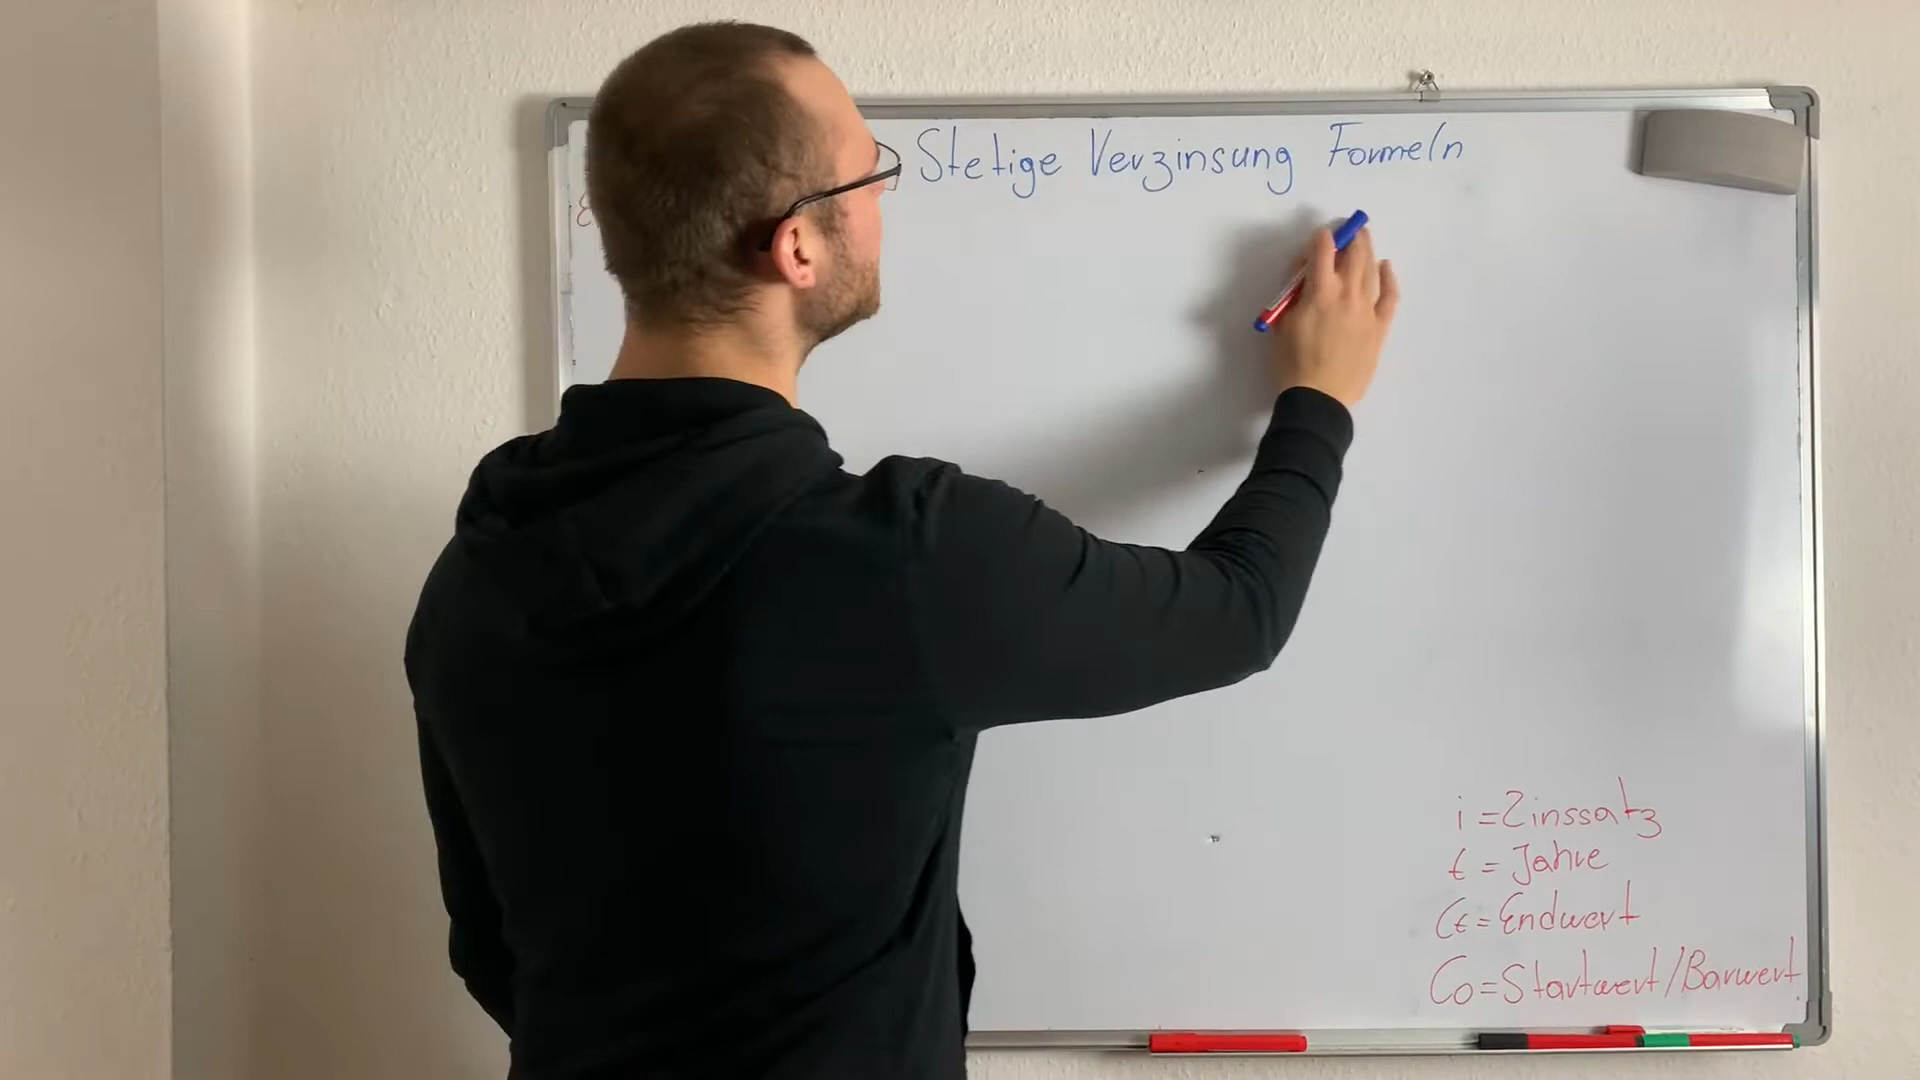 Stetige Verzinsung Formeln
i = Zinssatz
t = Jahre
Ct = Endwert
C0 = Startwert/Barwert